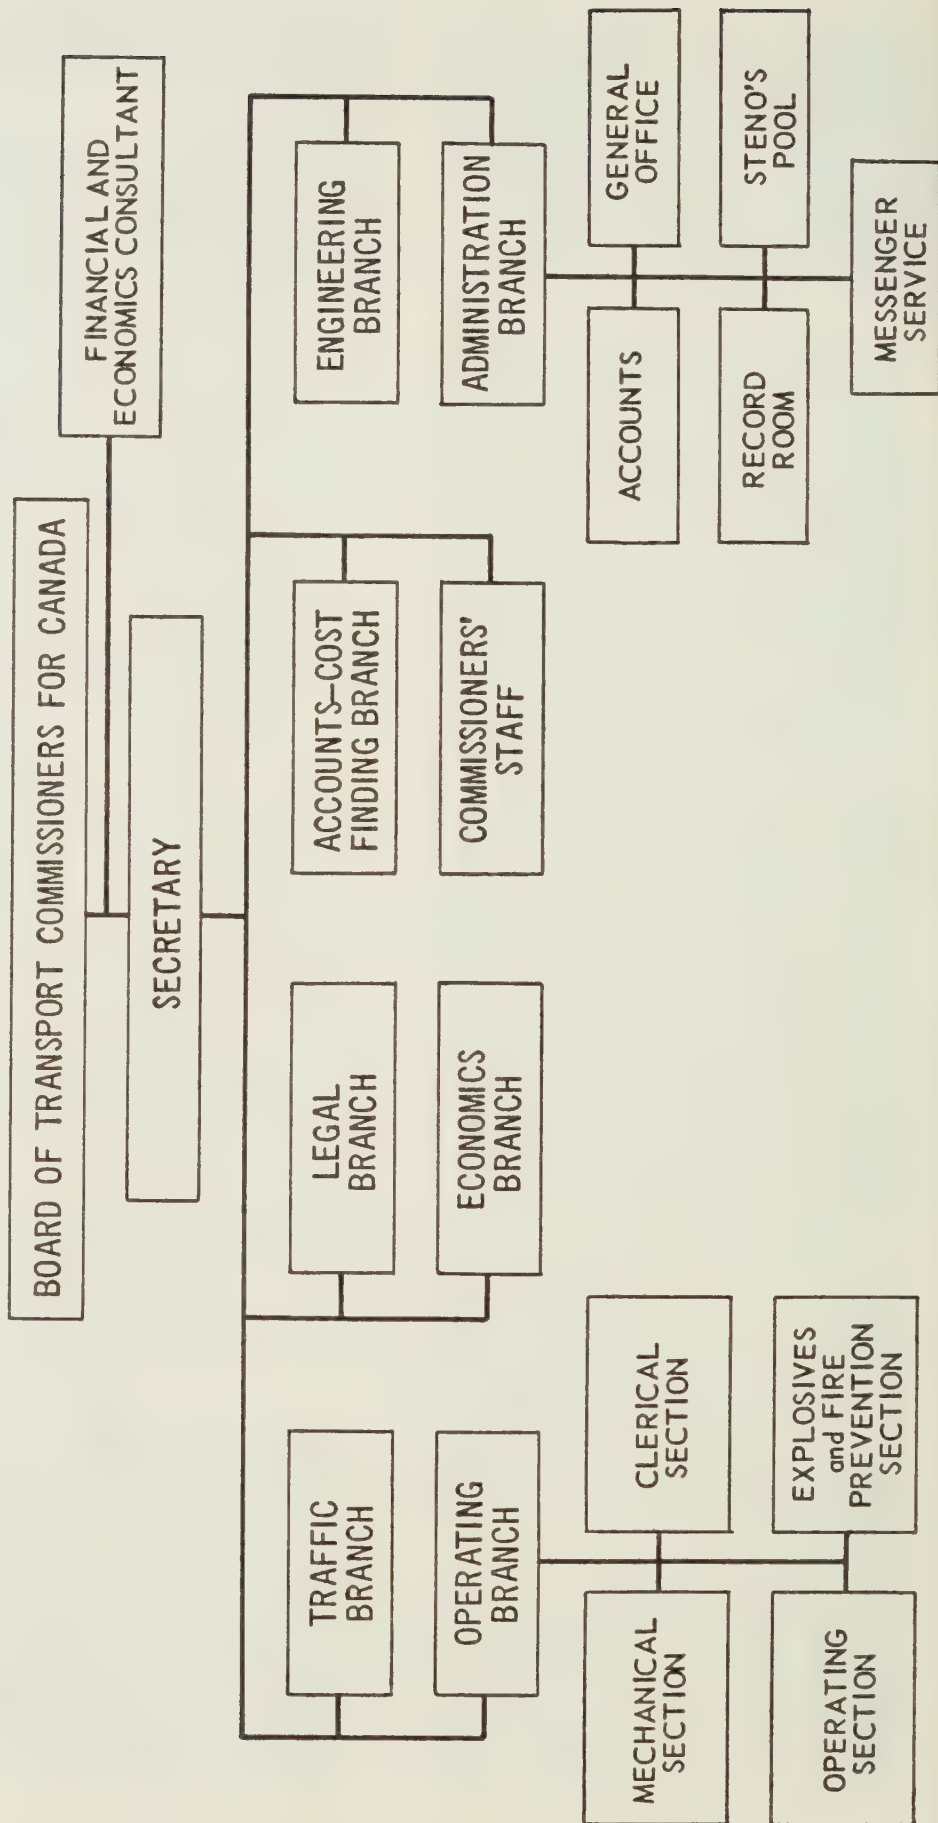 BOARD OF TRANSPORT COMMISSIONERS FOR CANADA
FINANCIAL AND
ECONOMICS CONSULTANT
SECRETARY
TRAFFIC
BRANCH
LEGAL
BRANCH
ACCOUNTS-COST
FINDING BRANCH
ENGINEERING
BRANCH
OPERATING
BRANCH
ECONOMICS
BRANCH
COMMISSIONERS'
STAFF
ADMINISTRATION
BRANCH
MECHANICAL
SECTION
CLERICAL
SECTION
ACCOUNTS
GENERAL
OFFICE
OPERATING
SECTION
EXPLOSIVES
and FIRE
PREVENTION
SECTION
RECORD
ROOM
STENO'S
POOL
MESSENGER
SERVICE